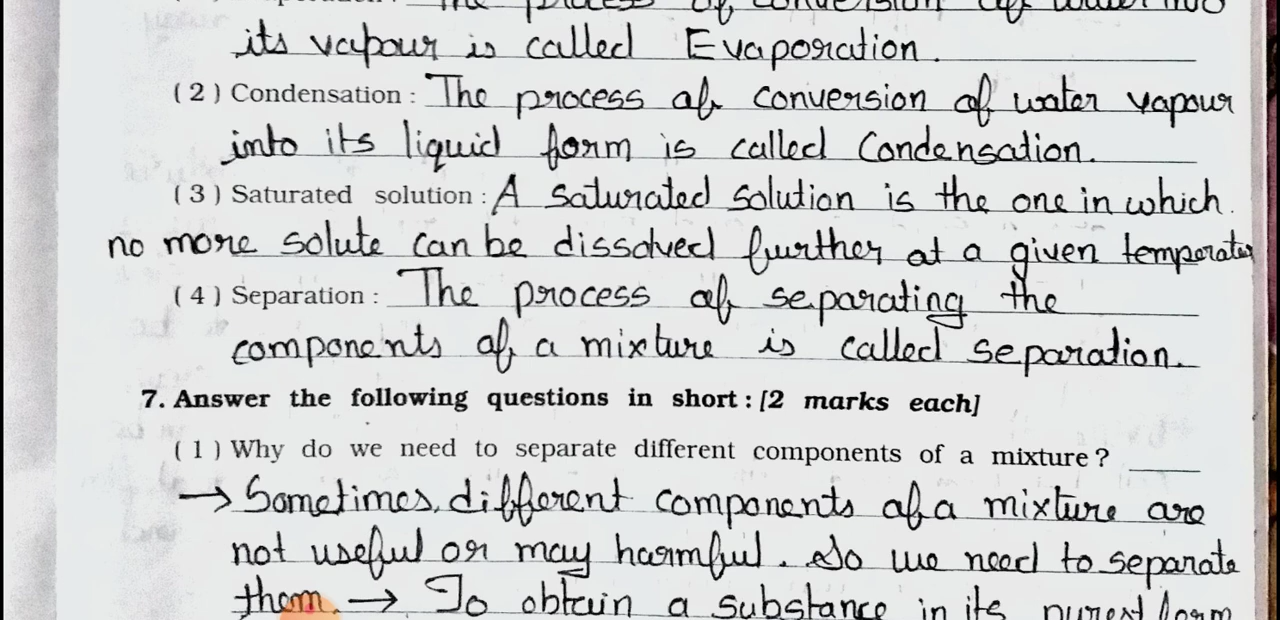 its vapour is called Evaporation.
(2) Condensation : The process of conversion of water vapour
into its liquid form is called Condensation.
(3) Saturated solution : A saturated solution is the one in which
no more solute can be dissolved further at a given
(4) Separation : The process of separating the
components of a mixture is called separation.
7. Answer the following questions in short : [2 marks each]
(1) Why do we need to separate different components of a mixture ?
→ Sometimes, different components of a mixture are
not useful or may harmful. So we need to separate
them. → To obtain a substance in its purest form